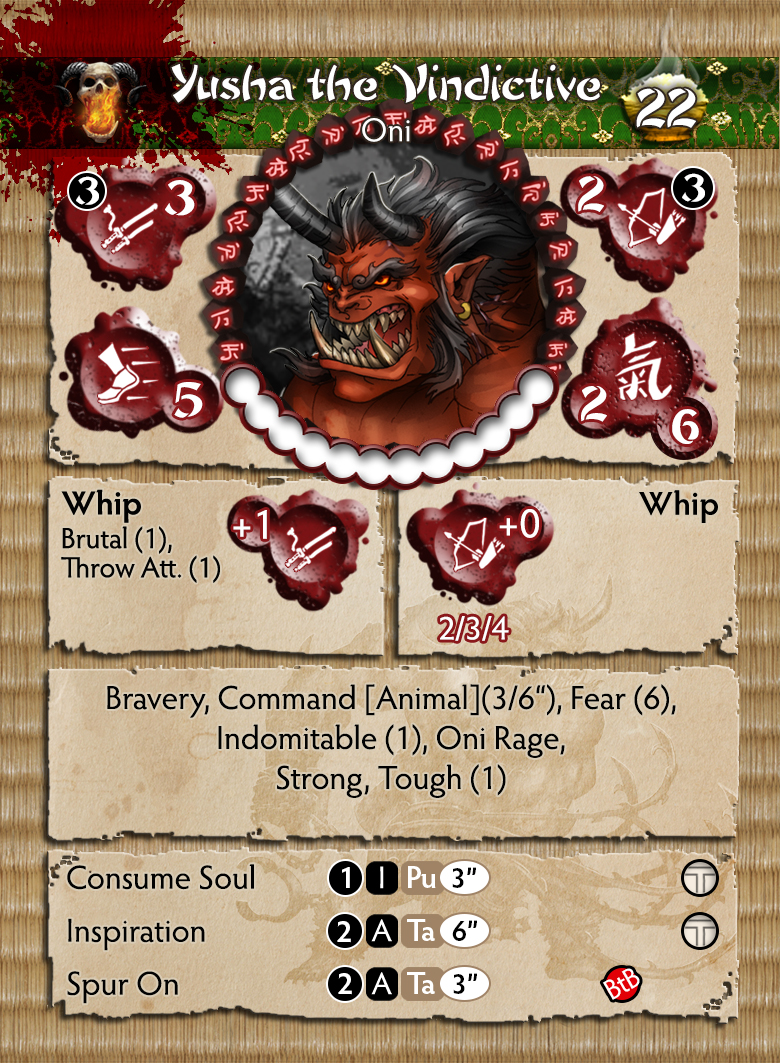 Yusha the Vindictive
22
Oni
3 3
2 3
5
氣
2 6
Whip
Brutal (1),
Throw Att. (1)
+1
+0
2/3/4
Whip
Bravery, Command [Animal](3/6“), Fear (6),
Indomitable (1), Oni Rage,
Strong, Tough (1)
Consume Soul 1 I Pu 3” T
Inspiration 2 A Ta 6” T
Spur On 2 A Ta 3” BtB